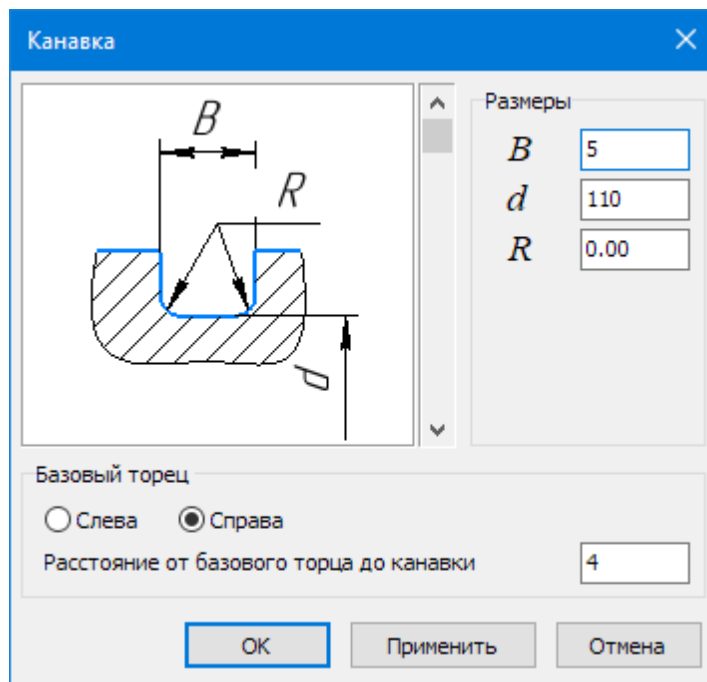 Канавка
B
R
d
Размеры
B 5
d 110
R 0.00
Базовый торец
Слева Справа
Расстояние от базового торца до канавки 4
OK Применить Отмена